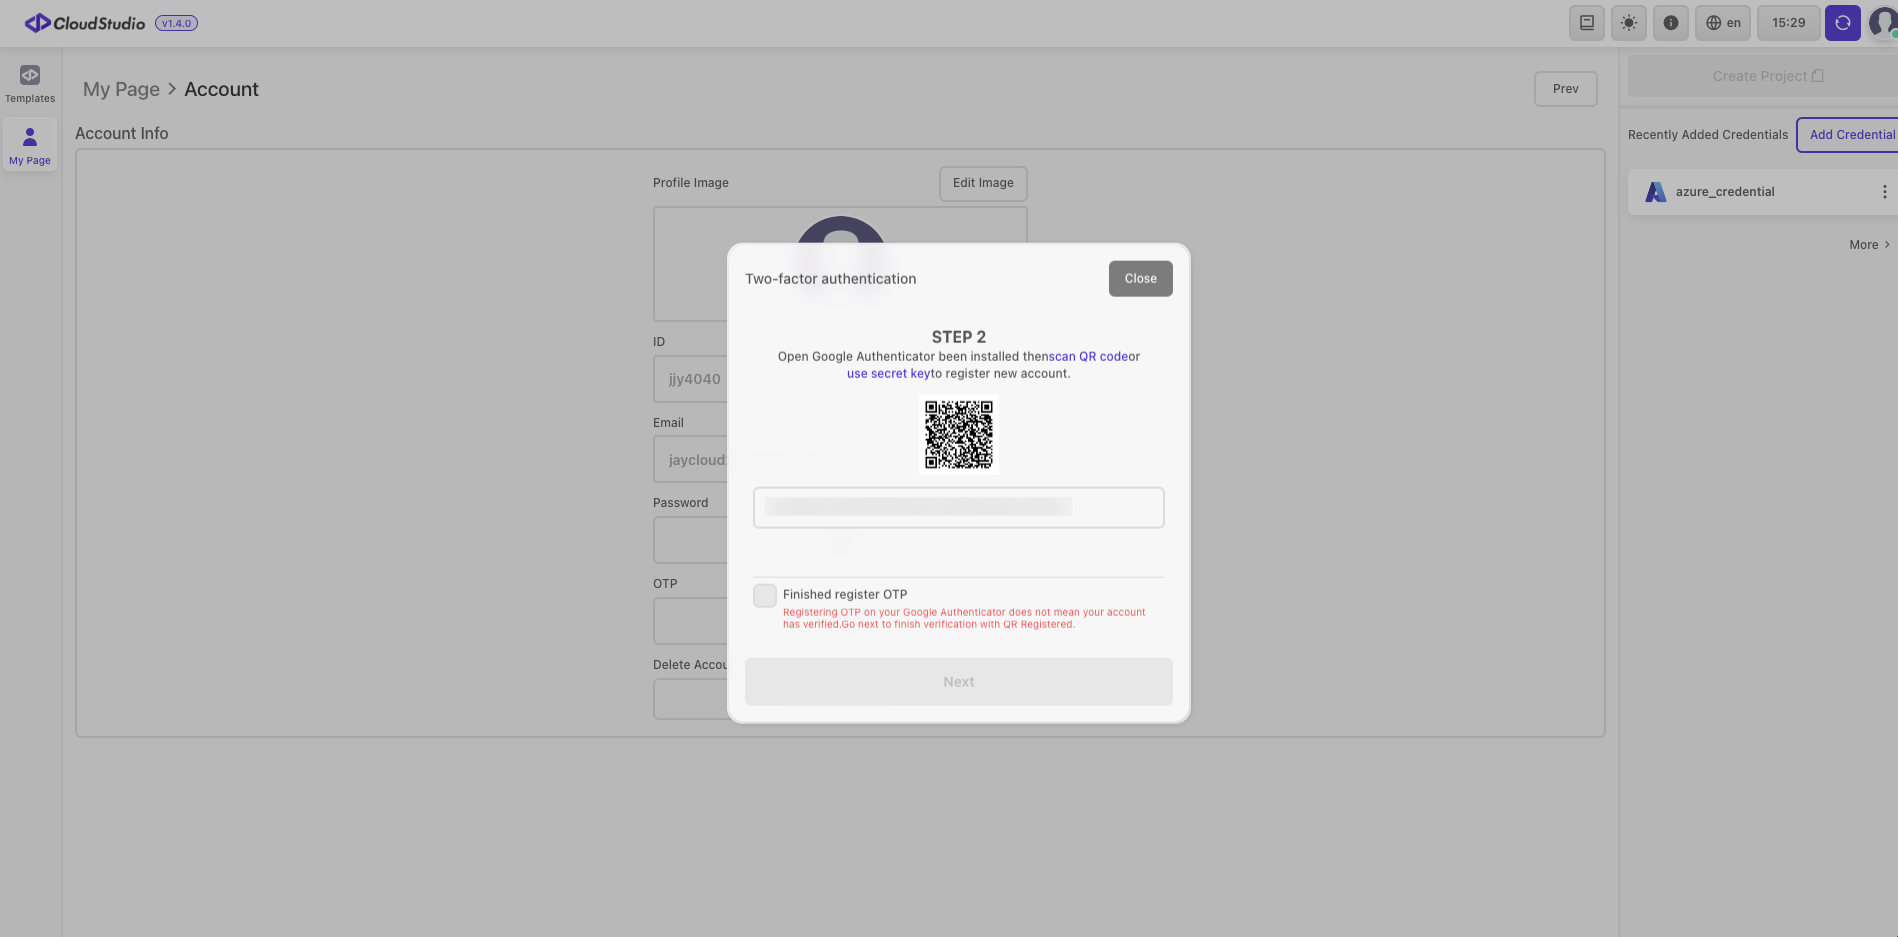 CloudStudio v1.4.0
en
15:29
Templates
My Page
My Page > Account
Prev
Account Info
Profile Image
Edit Image
ID
jjy4040
Email
jaycloud
Password
OTP
Delete Accou
Two-factor authentication
Close
STEP 2
Open Google Authenticator been installed thenscan QR codeor
use secret keyto register new account.
Finished register OTP
Registering OTP on your Google Authenticator does not mean your account
has verified.Go next to finish verification with QR Registered.
Next
Create Project
Recently Added Credentials
Add Credential
azure_credential
More >